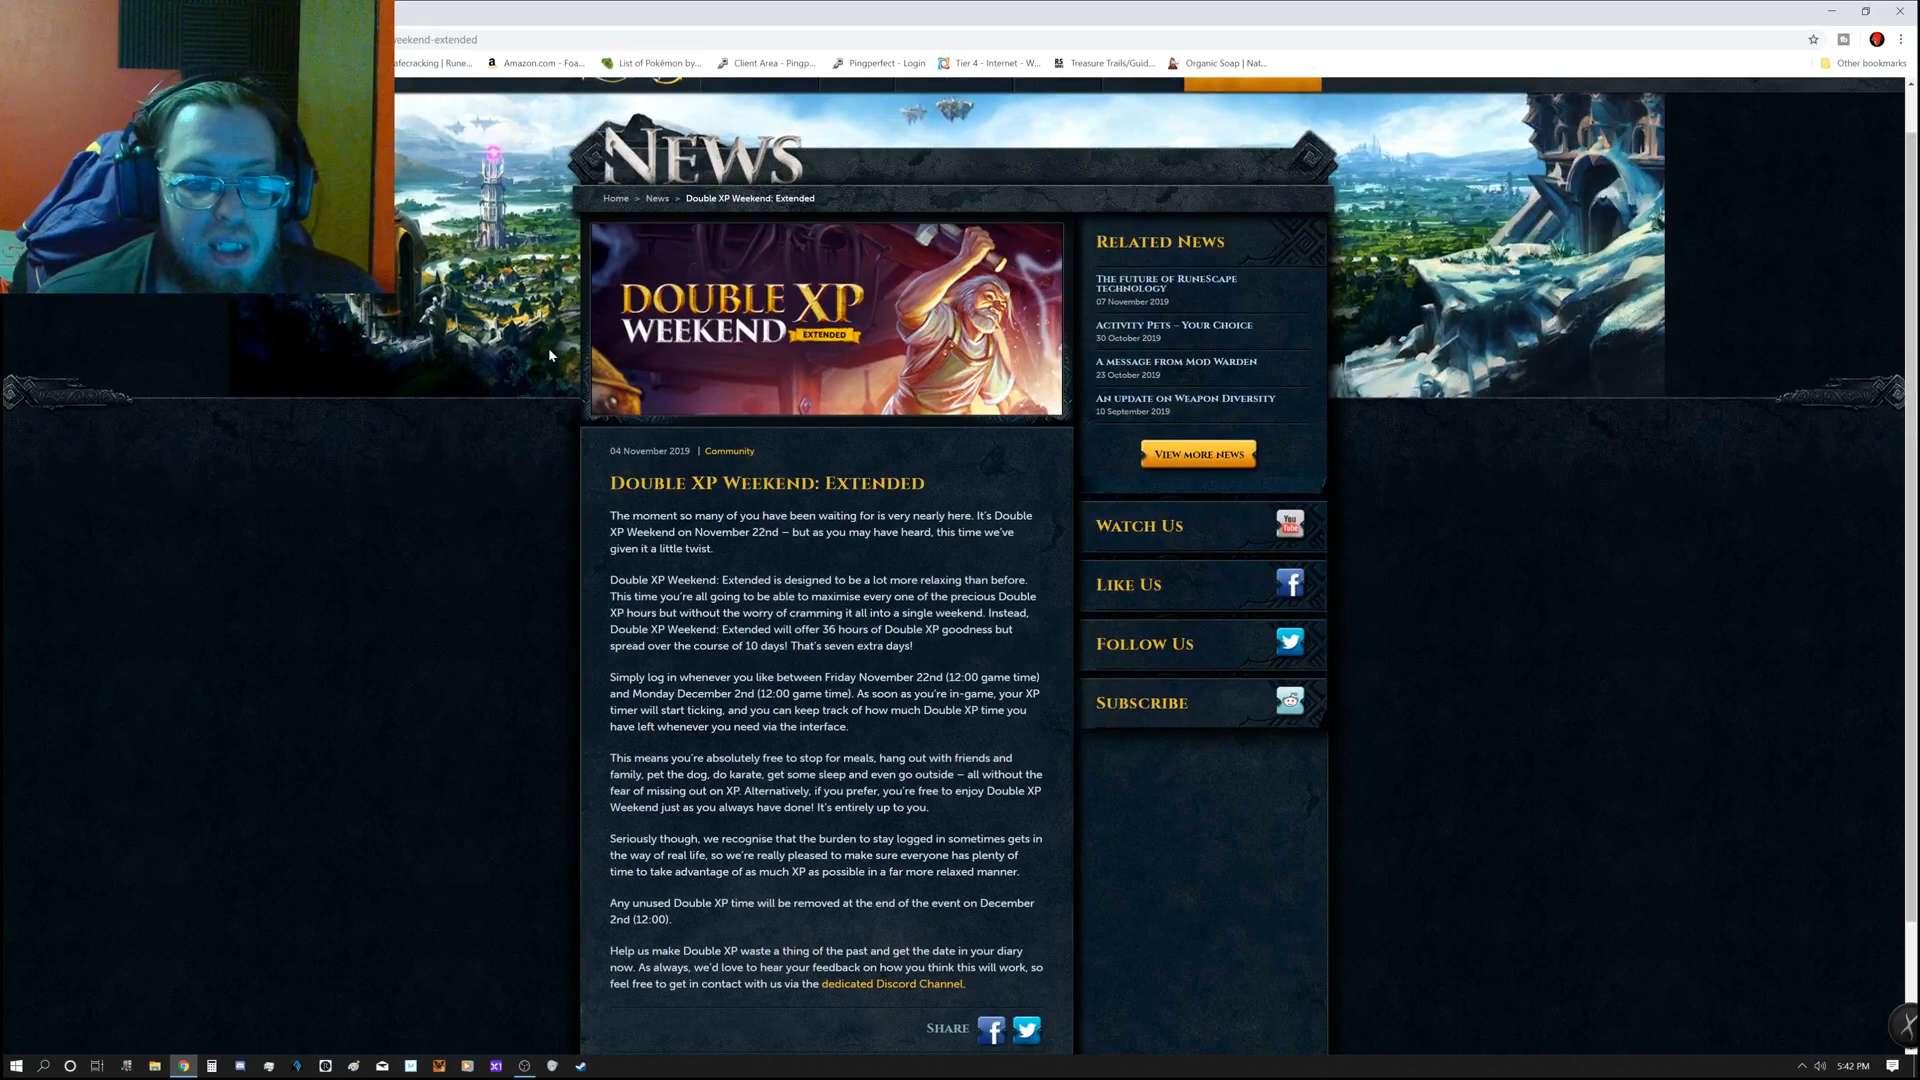 weekend-extended
afecracking | Rune...
Amazon.com - Foa...
List of Pokémon by...
Client Area - Pingp...
Pingperfect - Login
Tier 4 - Internet - W...
Treasure Trails/Guid...
Organic Soap | Nat...
Other bookmarks
NEWS
Home > News > Double XP Weekend: Extended
DOUBLE XP
WEEKEND EXTENDED
04 November 2019 | Community
DOUBLE XP WEEKEND: EXTENDED
The moment so many of you have been waiting for is very nearly here. It's Double
XP Weekend on November 22nd – but as you may have heard, this time we've
given it a little twist.
Double XP Weekend: Extended is designed to be a lot more relaxing than before.
This time you're all going to be able to maximise every one of the precious Double
XP hours but without the worry of cramming it all into a single weekend. Instead,
Double XP Weekend: Extended will offer 36 hours of Double XP goodness but
spread over the course of 10 days! That's seven extra days!
Simply log in whenever you like between Friday November 22nd (12:00 game time)
and Monday December 2nd (12:00 game time). As soon as you're in-game, your XP
timer will start ticking, and you can keep track of how much Double XP time you
have left whenever you need via the interface.
This means you're absolutely free to stop for meals, hang out with friends and
family, pet the dog, do karate, get some sleep and even go outside – all without the
fear of missing out on XP. Alternatively, if you prefer, you're free to enjoy Double XP
Weekend just as you always have done! It's entirely up to you.
Seriously though, we recognise that the burden to stay logged in sometimes gets in
the way of real life, so we're really pleased to make sure everyone has plenty of
time to take advantage of as much XP as possible in a far more relaxed manner.
Any unused Double XP time will be removed at the end of the event on December
2nd (12:00).
Help us make Double XP waste a thing of the past and get the date in your diary
now. As always, we'd love to hear your feedback on how you think this will work, so
feel free to get in contact with us via the dedicated Discord Channel.
SHARE
RELATED NEWS
THE FUTURE OF RUNESCAPE
TECHNOLOGY
07 November 2019
ACTIVITY PETS – YOUR CHOICE
30 October 2019
A MESSAGE FROM MOD WARDEN
23 October 2019
AN UPDATE ON WEAPON DIVERSITY
10 September 2019
VIEW MORE NEWS
WATCH US
You Tube
LIKE US
FOLLOW US
SUBSCRIBE
5:42 PM